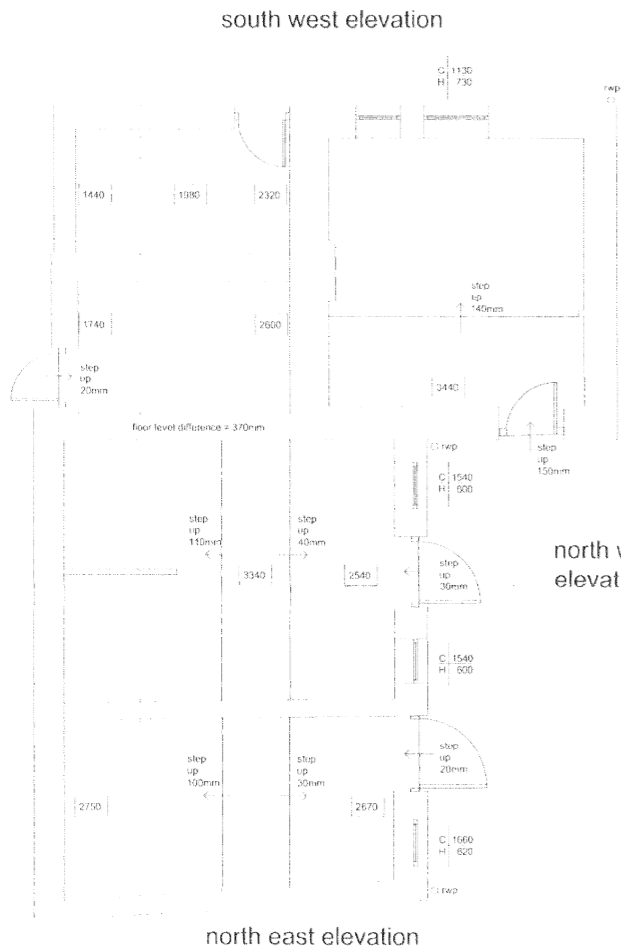 south west elevation
C 1130
H 730
rwp
1440
1980
2320
step
up
140mm
1740
2600
step
up
20mm
3440
floor level difference = 370mm
rwp
step
up
150mm
C 1540
H 600
step
up
110mm
step
up
40mm
3340
2540
step
up
30mm
north
elevat
C 1540
H 600
step
up
100mm
step
up
30mm
step
up
20mm
2750
2670
C 1660
H 620
rwp
north east elevation